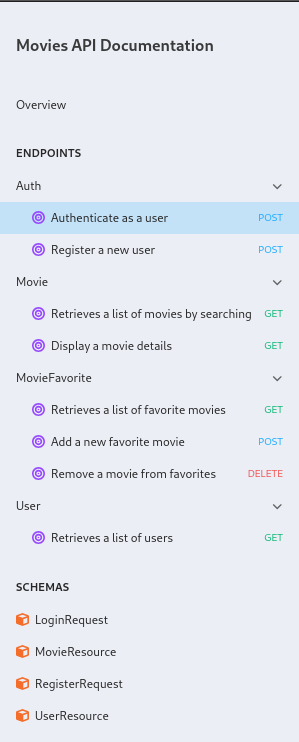 Movies API Documentation
Overview
ENDPOINTS
Auth
Authenticate as a user POST
Register a new user POST
Movie
Retrieves a list of movies by searching GET
Display a movie details GET
MovieFavorite
Retrieves a list of favorite movies GET
Add a new favorite movie POST
Remove a movie from favorites DELETE
User
Retrieves a list of users GET
SCHEMAS
LoginRequest
MovieResource
RegisterRequest
UserResource